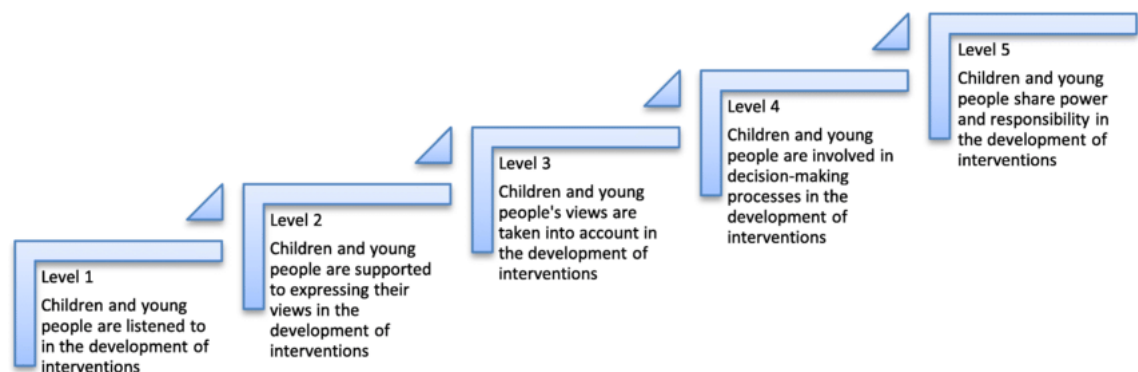 Level 1
Children and young
people are listened to
in the development of
interventions
Level 2
Children and young
people are supported
to expressing their
views in the
development of
interventions
Level 3
Children and young
people's views are
taken into account in
the development of
interventions
Level 4
Children and young
people are involved in
decision-making
processes in the
development of
interventions
Level 5
Children and young
people share power
and responsibility in
the development of
interventions